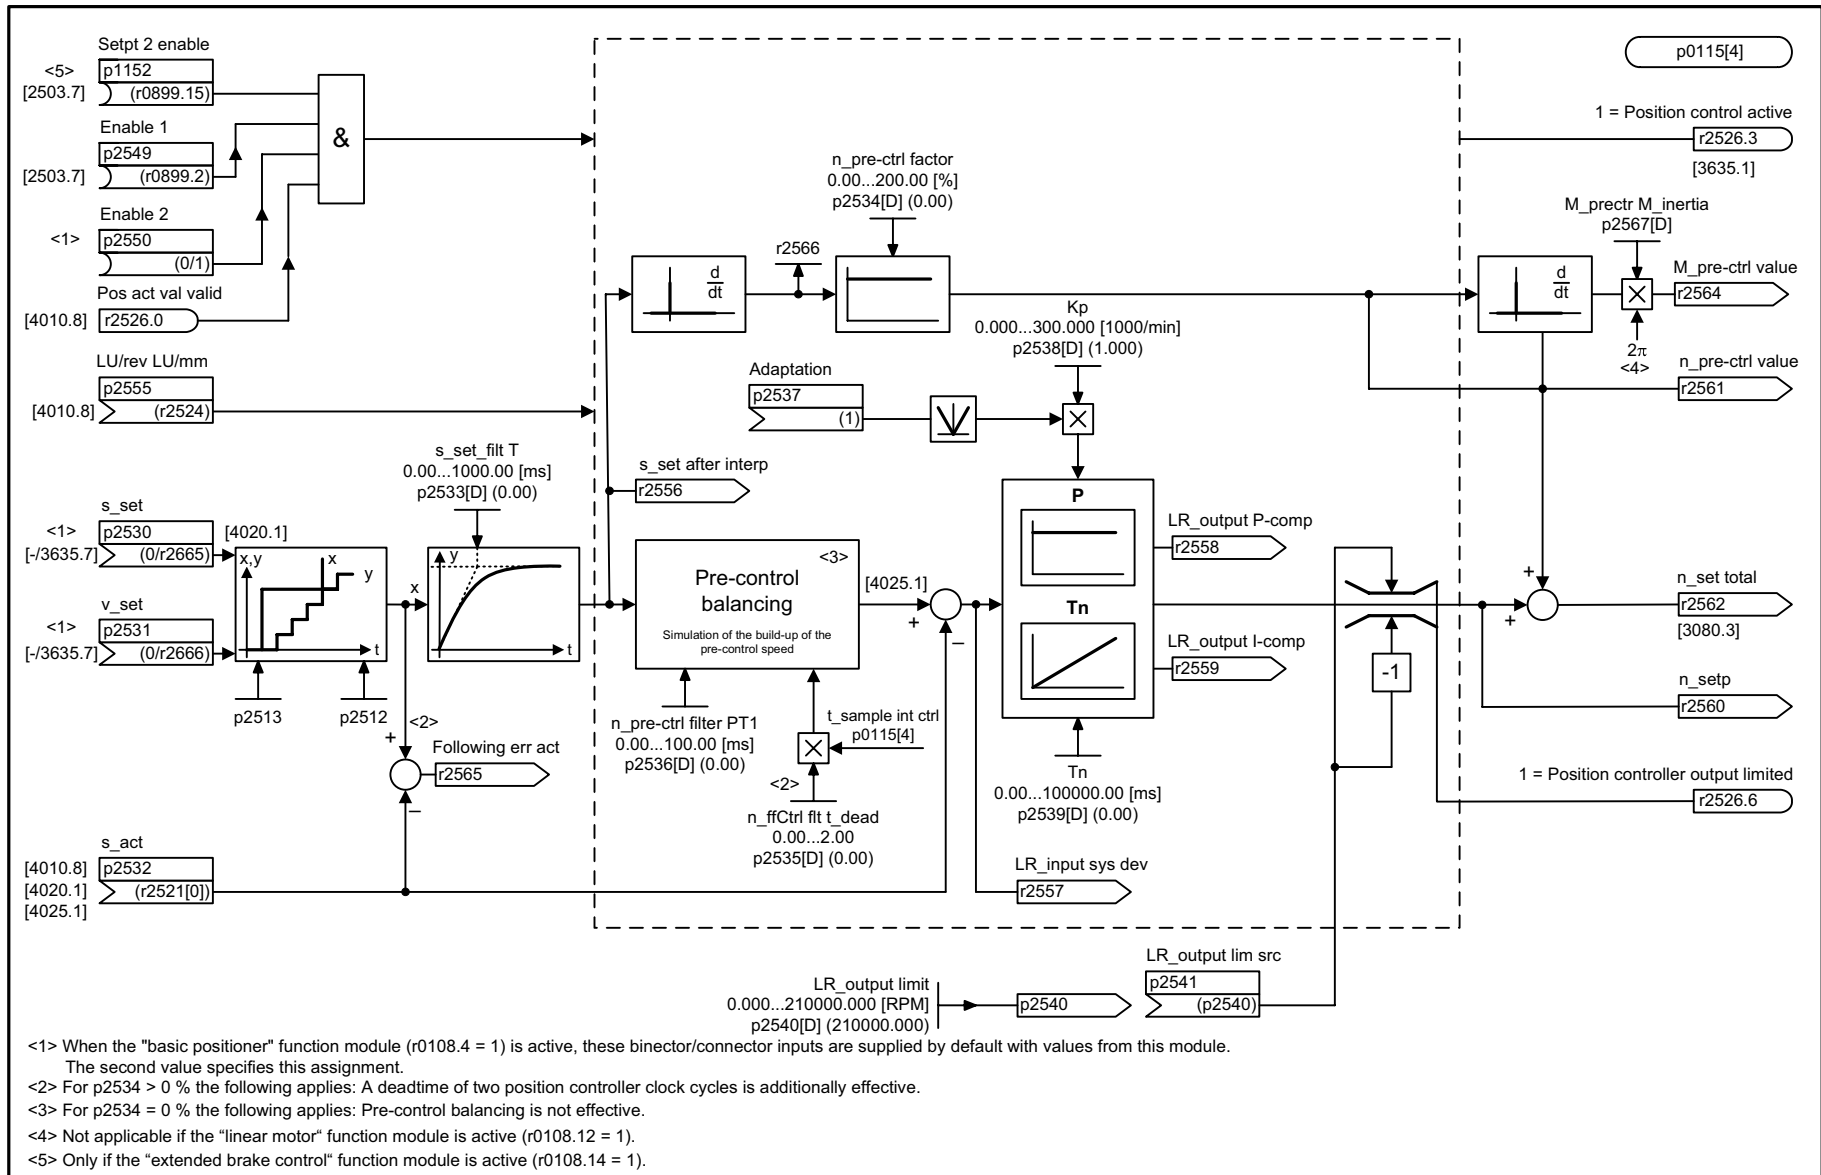 Setpt 2 enable
<5>
p1152
[2503.7]
(r0899.15)
Enable 1
p2549
[2503.7]
(r0899.2)
Enable 2
<1>
p2550
(0/1)
Pos act val valid
[4010.8]
r2526.0
&
LU/rev LU/mm
p2555
[4010.8]
(r2524)
s_set
<1>
p2530
[-/3635.7]
(0/r2665)
[4020.1]
v_set
<1>
p2531
[-/3635.7]
(0/r2666)
x,y
x
y
t
p2513
p2512
s_set_filt T
0.00...1000.00 [ms]
p2533[D] (0.00)
x
y
t
<2>
+
–
Following err act
r2565
s_act
[4010.8]
p2532
[4020.1]
(r2521[0])
[4025.1]
n_pre-ctrl factor
0.00...200.00 [%]
p2534[D] (0.00)
r2566
d
dt
Kp
0.000...300.000 [1000/min]
p2538[D] (1.000)
Adaptation
p2537
(1)
s_set after interp
r2556
<3>
Pre-control
balancing
Simulation of the build-up of the
pre-control speed
[4025.1]
+
–
n_pre-ctrl filter PT1
0.00...100.00 [ms]
p2536[D] (0.00)
t_sample int ctrl
p0115[4]
<2>
n_ffCtrl flt t_dead
0.00...2.00
p2535[D] (0.00)
P
Tn
Tn
0.00...100000.00 [ms]
p2539[D] (0.00)
LR_output P-comp
r2558
LR_output I-comp
r2559
LR_input sys dev
r2557
-1
LR_output limit
0.000...210000.000 [RPM]
p2540[D] (210000.000)
p2540
LR_output lim src
p2541
(p2540)
p0115[4]
1 = Position control active
r2526.3
[3635.1]
M_prectr M_inertia
p2567[D]
d
dt
M_pre-ctrl value
r2564
2π
<4>
n_pre-ctrl value
r2561
+
+
n_set total
r2562
[3080.3]
n_setp
r2560
1 = Position controller output limited
r2526.6
<1> When the "basic positioner" function module (r0108.4 = 1) is active, these binector/connector inputs are supplied by default with values from this module.
The second value specifies this assignment.
<2> For p2534 > 0 % the following applies: A deadtime of two position controller clock cycles is additionally effective.
<3> For p2534 = 0 % the following applies: Pre-control balancing is not effective.
<4> Not applicable if the “linear motor“ function module is active (r0108.12 = 1).
<5> Only if the “extended brake control“ function module is active (r0108.14 = 1).